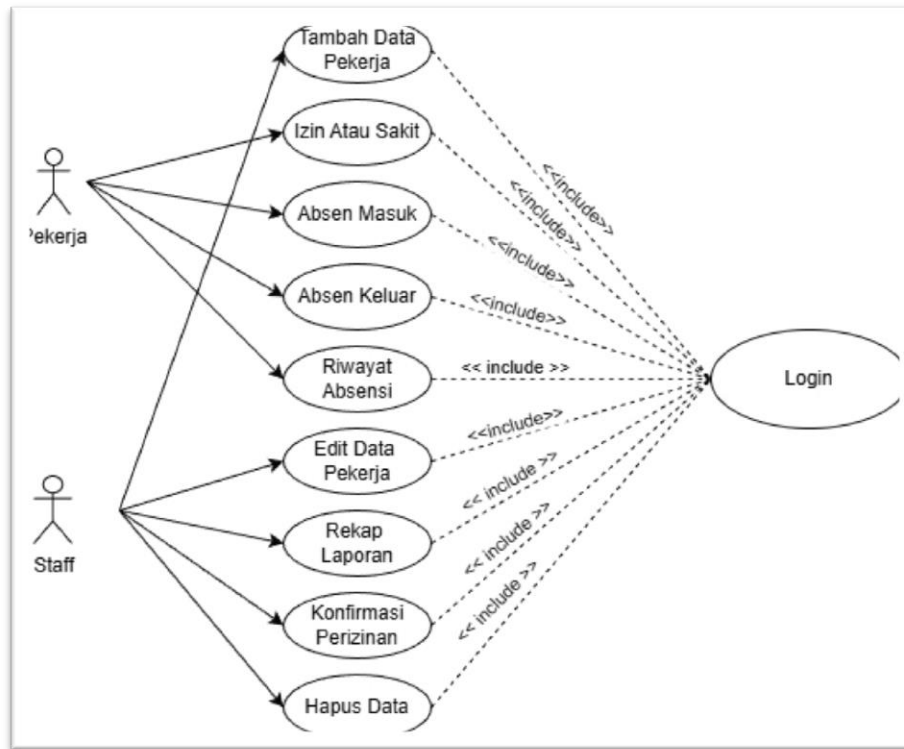 Tambah Data
Pekerja
Izin Atau Sakit
Absen Masuk
Absen Keluar
Riwayat
Absensi
Edit Data
Pekerja
Rekap
Laporan
Konfirmasi
Perizinan
Hapus Data
Pekerja
Staff
<<include>>
<<include>>
<<include>>
<<include>>
<< include >>
<<include>>
<< include >>
<< include >>
<< include >>
Login